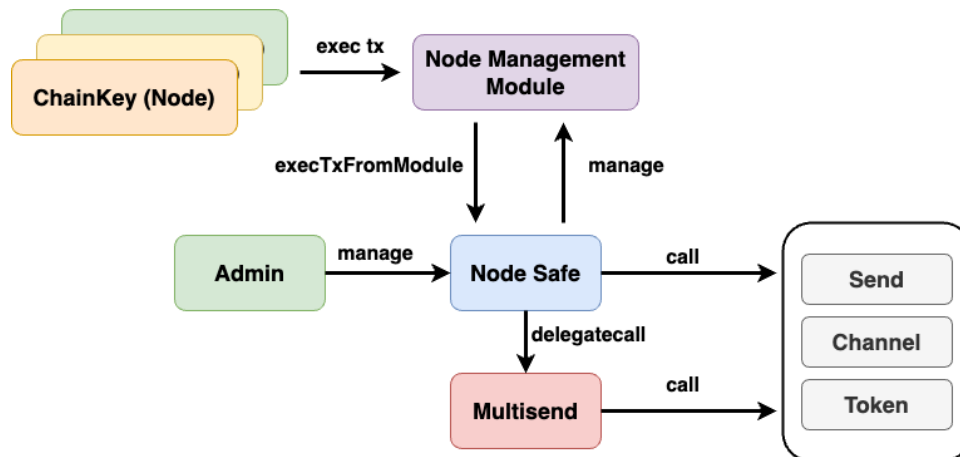 exec tx
Node Management
Module
ChainKey (Node)
execTxFromModule
manage
Admin
manage
Node Safe
call
Send
Channel
Token
delegatecall
Multisend
call